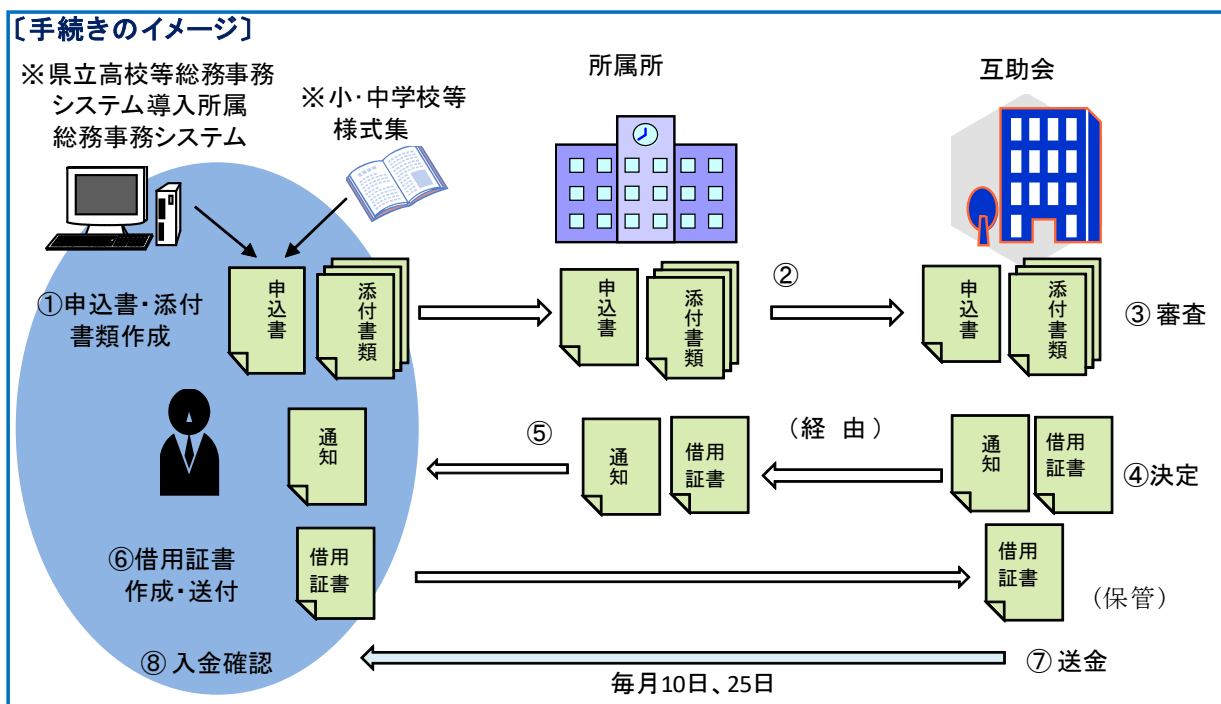 〔手続きのイメージ〕
※県立高校等総務事務
システム導入所属
総務事務システム
※小・中学校等
様式集
所属所
互助会
①申込書・添付
書類作成
申込書
添付書類
申込書
添付書類
②
申込書
添付書類
③審査
通知
⑤
通知
借用
証書
（経 由）
通知
借用
証書
④決定
⑥借用証書
作成・送付
借用
証書
借用
証書
（保管）
⑧入金確認
⑦送金
毎月10日、25日